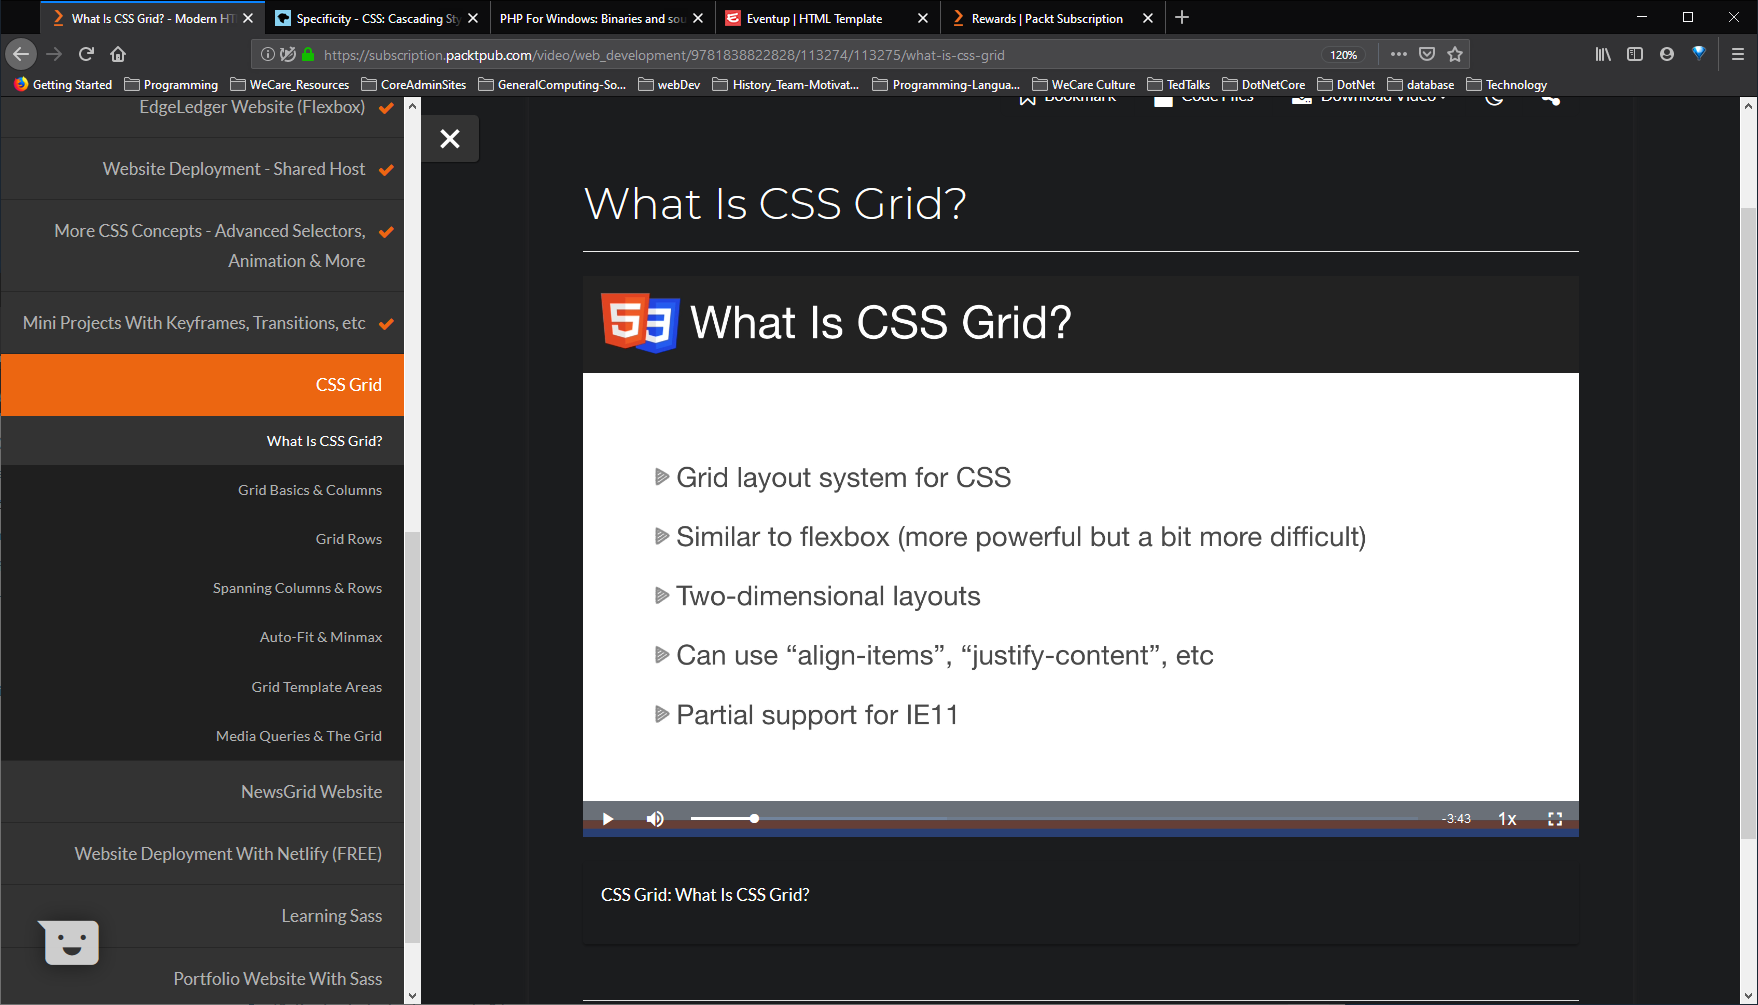 What Is CSS Grid? - Modern HT
Specificity - CSS: Cascading Sty
PHP For Windows: Binaries and sou
Eventup | HTML Template
Rewards | Packt Subscription
https://subscription.packtpub.com/video/web_development/9781838822828/113274/113275/what-is-css-grid
120%
Getting Started
Programming
WeCare_Resources
CoreAdminSites
GeneralComputing-So...
webDev
History_Team-Motivat...
Programming-Langua...
WeCare Culture
TedTalks
DotNetCore
DotNet
database
Technology
EdgeLedger Website (Flexbox)
Website Deployment - Shared Host
More CSS Concepts - Advanced Selectors,
Animation & More
Mini Projects With Keyframes, Transitions, etc
CSS Grid
What Is CSS Grid?
Grid Basics & Columns
Grid Rows
Spanning Columns & Rows
Auto-Fit & Minmax
Grid Template Areas
Media Queries & The Grid
NewsGrid Website
Website Deployment With Netlify (FREE)
Learning Sass
Portfolio Website With Sass
Bookmark
Code Files
Download Video
What Is CSS Grid?
What Is CSS Grid?
Grid layout system for CSS
Similar to flexbox (more powerful but a bit more difficult)
Two-dimensional layouts
Can use “align-items”, “justify-content”, etc
Partial support for IE11
-3:43
1x
CSS Grid: What Is CSS Grid?